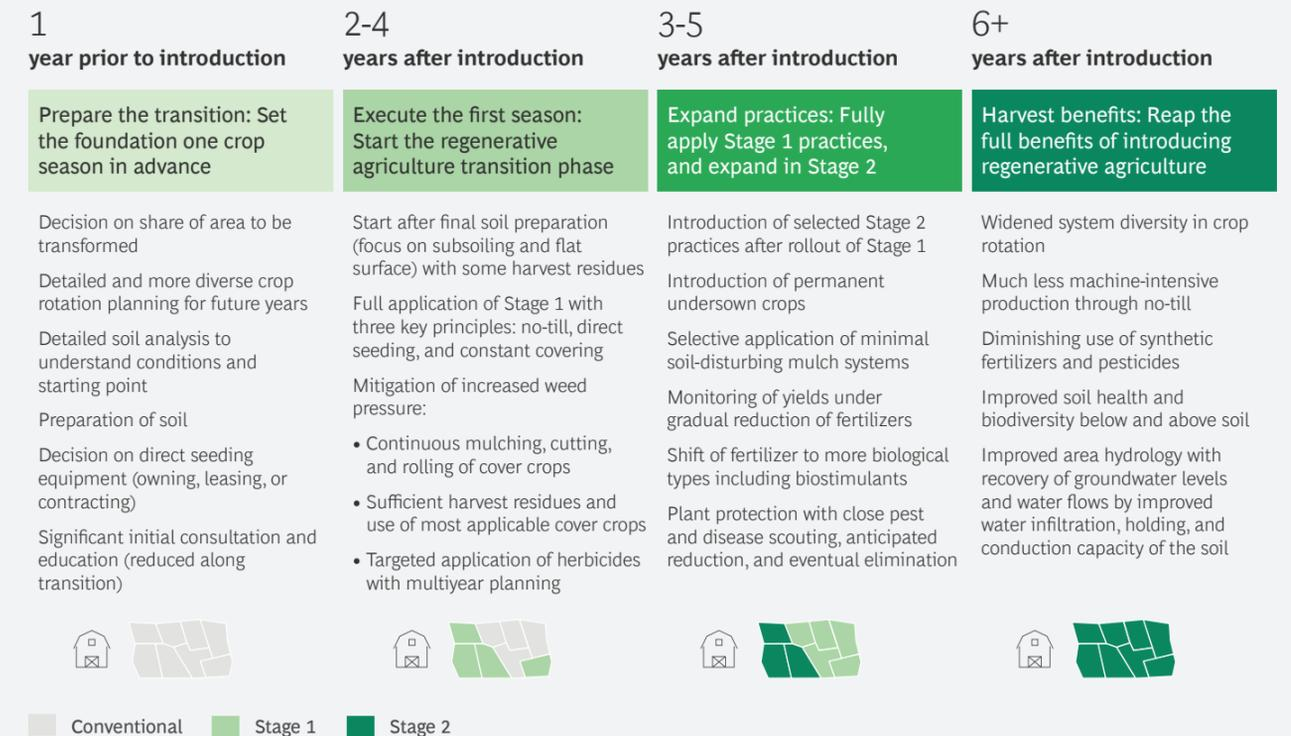 1
year prior to introduction
Prepare the transition: Set
the foundation one crop
season in advance
Decision on share of area to be
transformed
Detailed and more diverse crop
rotation planning for future years
Detailed soil analysis to
understand conditions and
starting point
Preparation of soil
Decision on direct seeding
equipment (owning, leasing, or
contracting)
Significant initial consultation and
education (reduced along
transition)
2-4
years after introduction
Execute the first season:
Start the regenerative
agriculture transition phase
Start after final soil preparation
(focus on subsoiling and flat
surface) with some harvest residues
Full application of Stage 1 with
three key principles: no-till, direct
seeding, and constant covering
Mitigation of increased weed
pressure:
• Continuous mulching, cutting,
and rolling of cover crops
• Sufficient harvest residues and
use of most applicable cover crops
• Targeted application of herbicides
with multiyear planning
3-5
years after introduction
Expand practices: Fully
apply Stage 1 practices,
and expand in Stage 2
Introduction of selected Stage 2
practices after rollout of Stage 1
Introduction of permanent
undersown crops
Selective application of minimal
soil-disturbing mulch systems
Monitoring of yields under
gradual reduction of fertilizers
Shift of fertilizer to more biological
types including biostimulants
Plant protection with close pest
and disease scouting, anticipated
reduction, and eventual elimination
6+
years after introduction
Harvest benefits: Reap the
full benefits of introducing
regenerative agriculture
Widened system diversity in crop
rotation
Much less machine-intensive
production through no-till
Diminishing use of synthetic
fertilizers and pesticides
Improved soil health and
biodiversity below and above soil
Improved area hydrology with
recovery of groundwater levels
and water flows by improved
water infiltration, holding, and
conduction capacity of the soil
Conventional
Stage 1
Stage 2